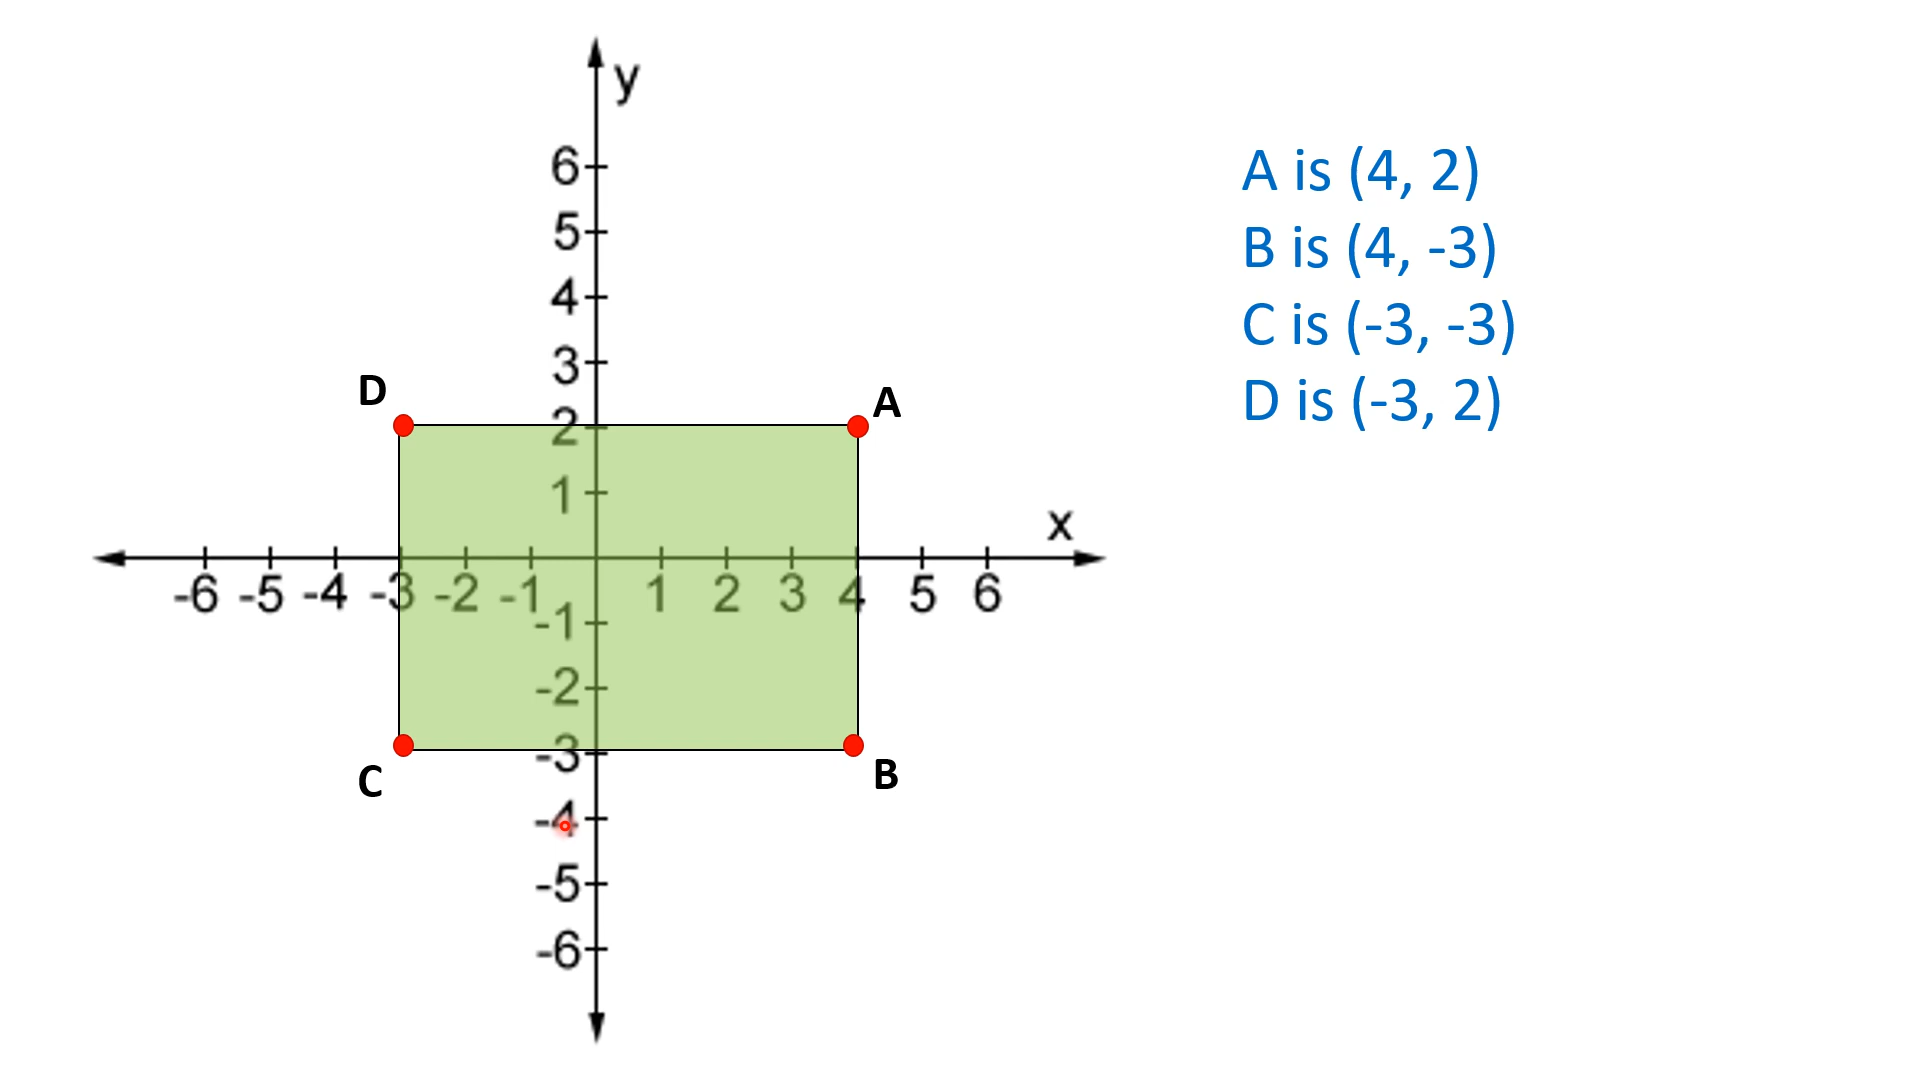 y
6
5
4
3
D
A
2
1
x
-6 -5 -4 -3 -2 -1 1 2 3 4 5 6
-1
-2
-3
C
B
-4
-5
-6
A is (4, 2)
B is (4, -3)
C is (-3, -3)
D is (-3, 2)